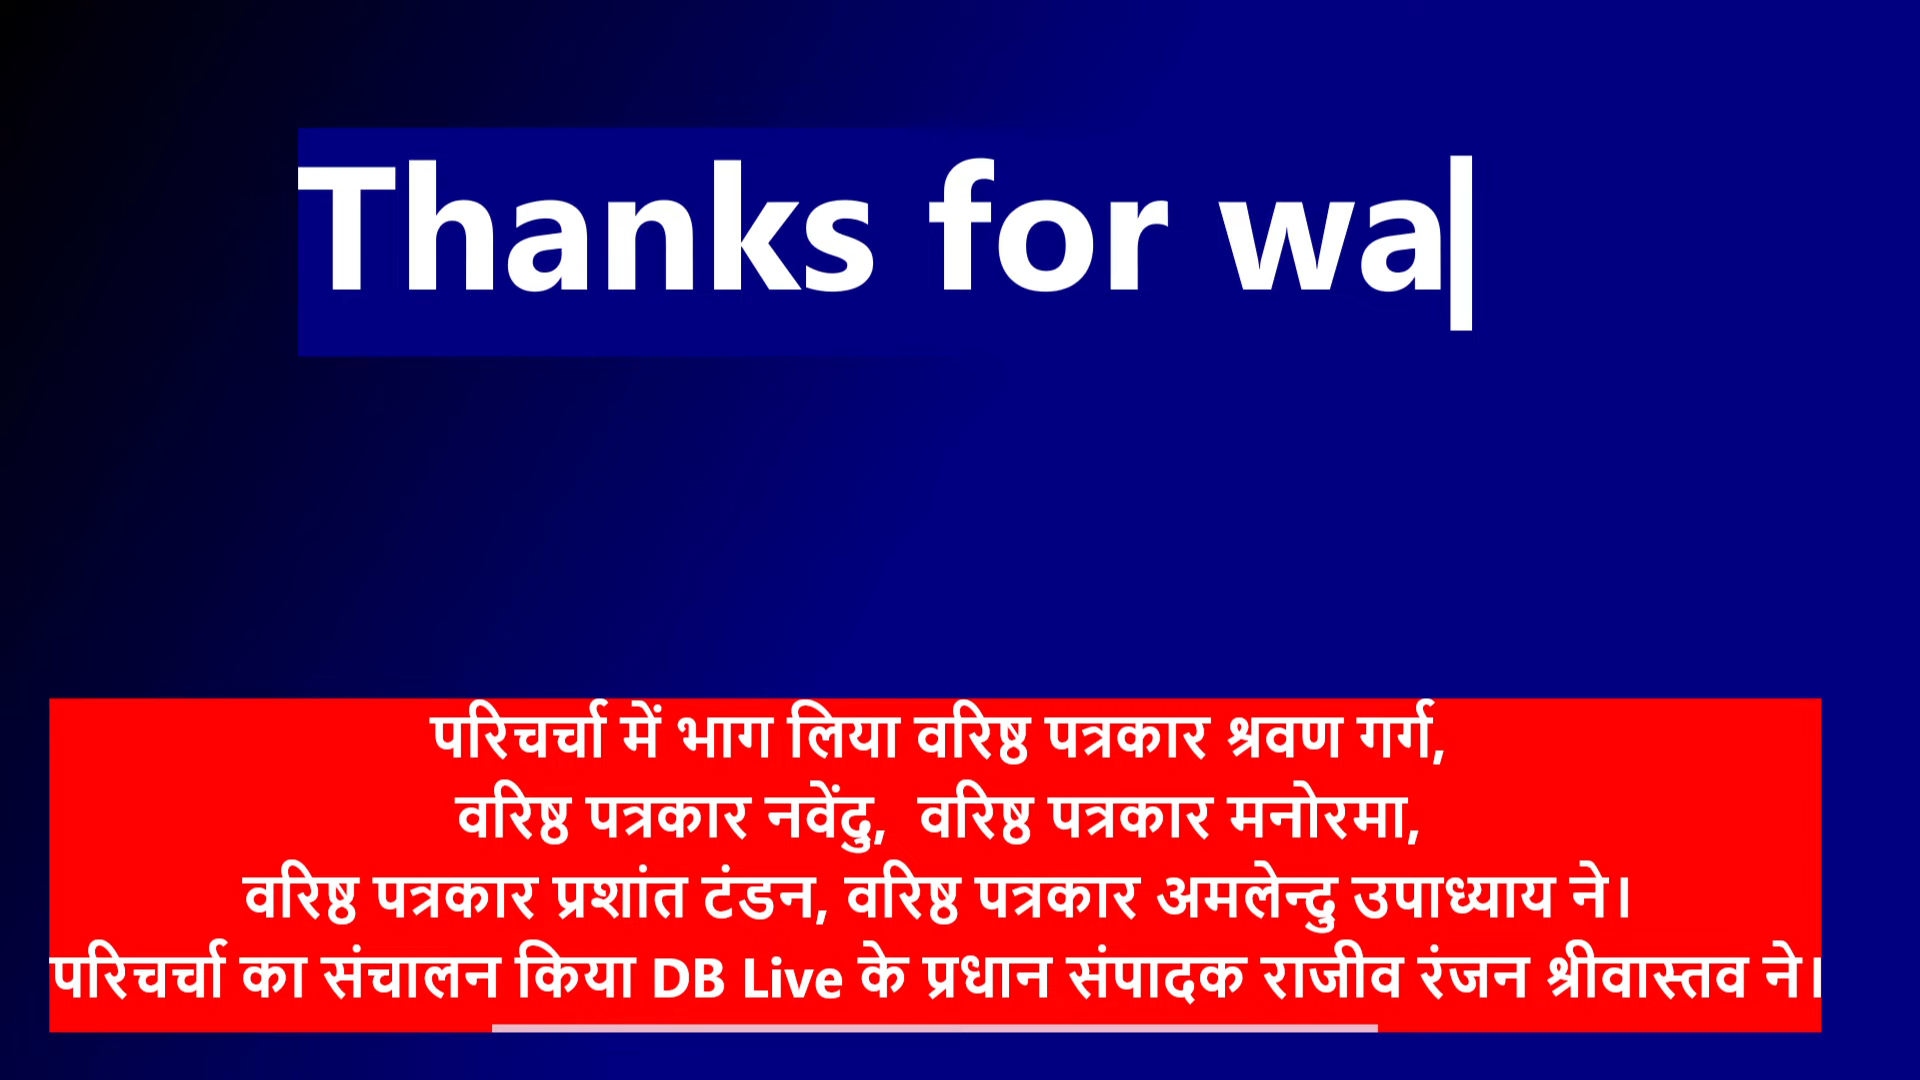 Thanks for wa
परिचर्चा में भाग लिया वरिष्ठ पत्रकार श्रवण गर्ग,
वरिष्ठ पत्रकार नवेंदु, वरिष्ठ पत्रकार मनोरमा,
वरिष्ठ पत्रकार प्रशांत टंडन, वरिष्ठ पत्रकार अमलेन्दु उपाध्याय ने।
परिचर्चा का संचालन किया DB Live के प्रधान संपादक राजीव रंजन श्रीवास्तव ने।